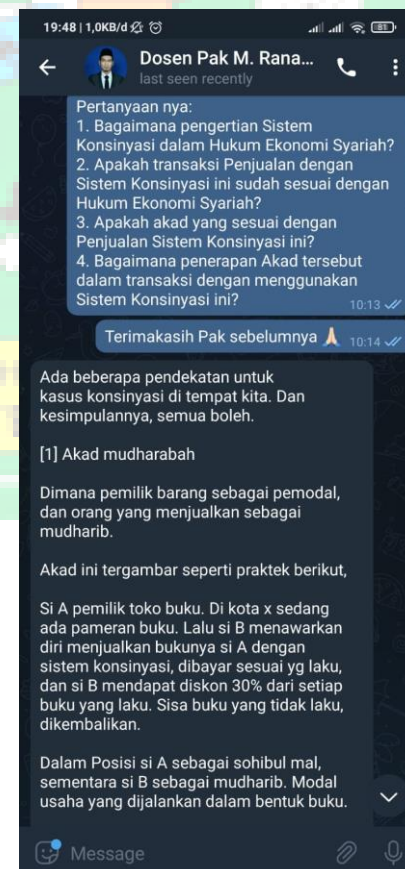 19:48 | 1,0KB/d
81
Dosen Pak M. Rana...
last seen recently
Pertanyaan nya:
1. Bagaimana pengertian Sistem
Konsinyasi dalam Hukum Ekonomi Syariah?
2. Apakah transaksi Penjualan dengan
Sistem Konsinyasi ini sudah sesuai dengan
Hukum Ekonomi Syariah?
3. Apakah akad yang sesuai dengan
Penjualan Sistem Konsinyasi ini?
4. Bagaimana penerapan Akad tersebut
dalam transaksi dengan menggunakan
Sistem Konsinyasi ini?
10:13
Terimakasih Pak sebelumnya 🙏🏻 10:14
Ada beberapa pendekatan untuk
kasus konsinyasi di tempat kita. Dan
kesimpulannya, semua boleh.
[1] Akad mudharabah
Dimana pemilik barang sebagai pemodal,
dan orang yang menjualkan sebagai
mudharib.
Akad ini tergambar seperti praktek berikut,
Si A pemilik toko buku. Di kota x sedang
ada pameran buku. Lalu si B menawarkan
diri menjualkan bukunya si A dengan
sistem konsinyasi, dibayar sesuai yg laku,
dan si B mendapat diskon 30% dari setiap
buku yang laku. Sisa buku yang tidak laku,
dikembalikan.
Dalam Posisi si A sebagai sohibul mal,
sementara si B sebagai mudharib. Modal
usaha yang dijalankan dalam bentuk buku.
Message